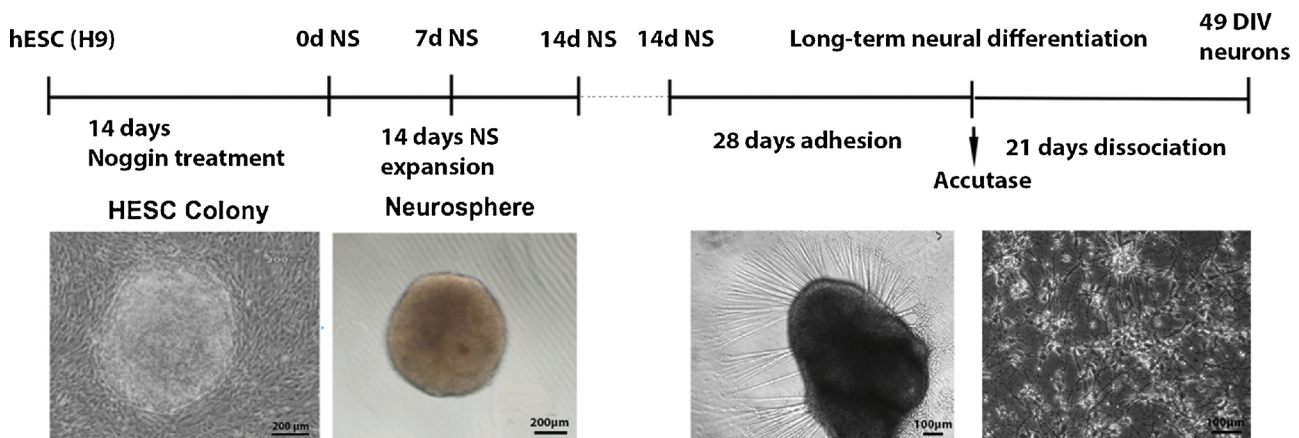 hESC (H9)
0d NS
7d NS
14d NS
14d NS
Long-term neural differentiation
49 DIV
neurons
14 days
Noggin treatment
14 days NS
expansion
28 days adhesion
21 days dissociation
Accutase
HESC Colony
Neurosphere
200 µm
200µm
100µm
100µm